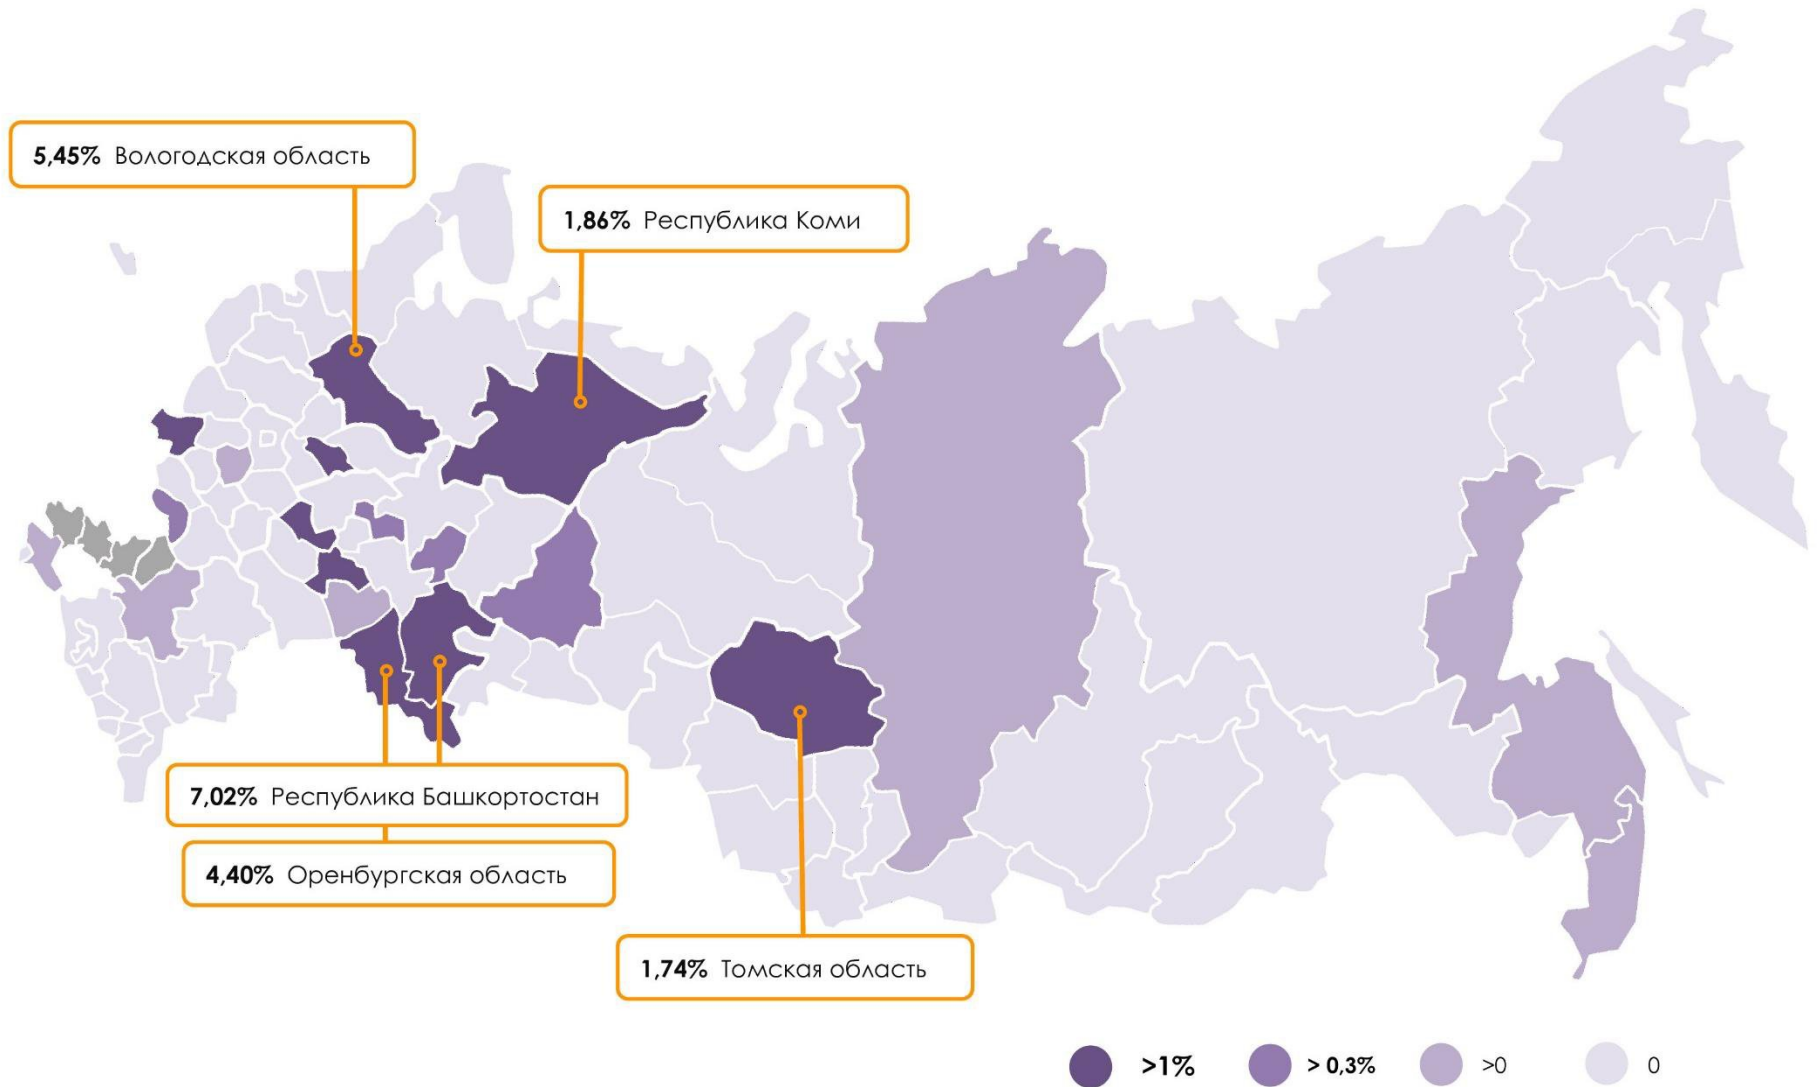 5,45% Вологодская область
1,86% Республика Коми
7,02% Республика Башкортостан
4,40% Оренбургская область
1,74% Томская область
>1% > 0,3% >0 0